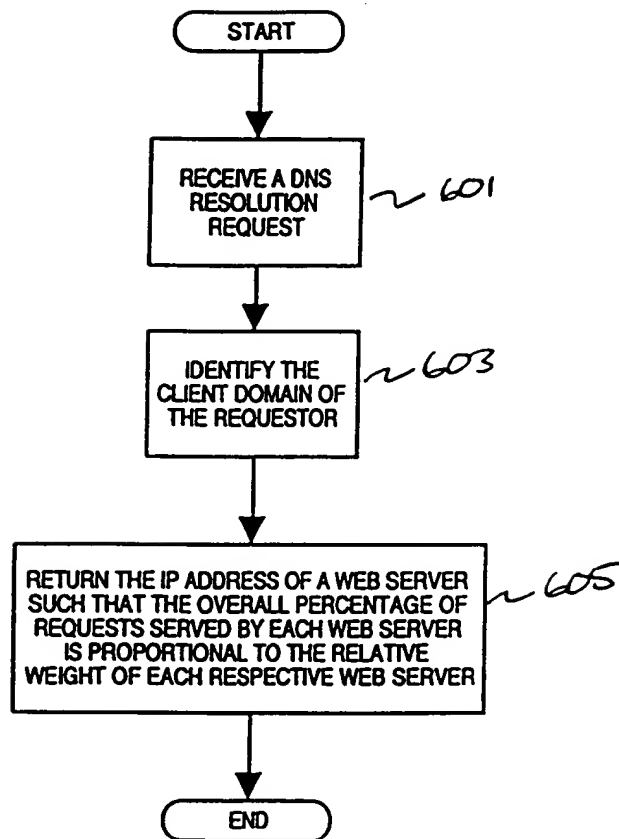 START
RECEIVE A DNS
RESOLUTION
REQUEST
601
IDENTIFY THE
CLIENT DOMAIN OF
THE REQUESTOR
603
RETURN THE IP ADDRESS OF A WEB SERVER
SUCH THAT THE OVERALL PERCENTAGE OF
REQUESTS SERVED BY EACH WEB SERVER
IS PROPORTIONAL TO THE RELATIVE
WEIGHT OF EACH RESPECTIVE WEB SERVER
605
END